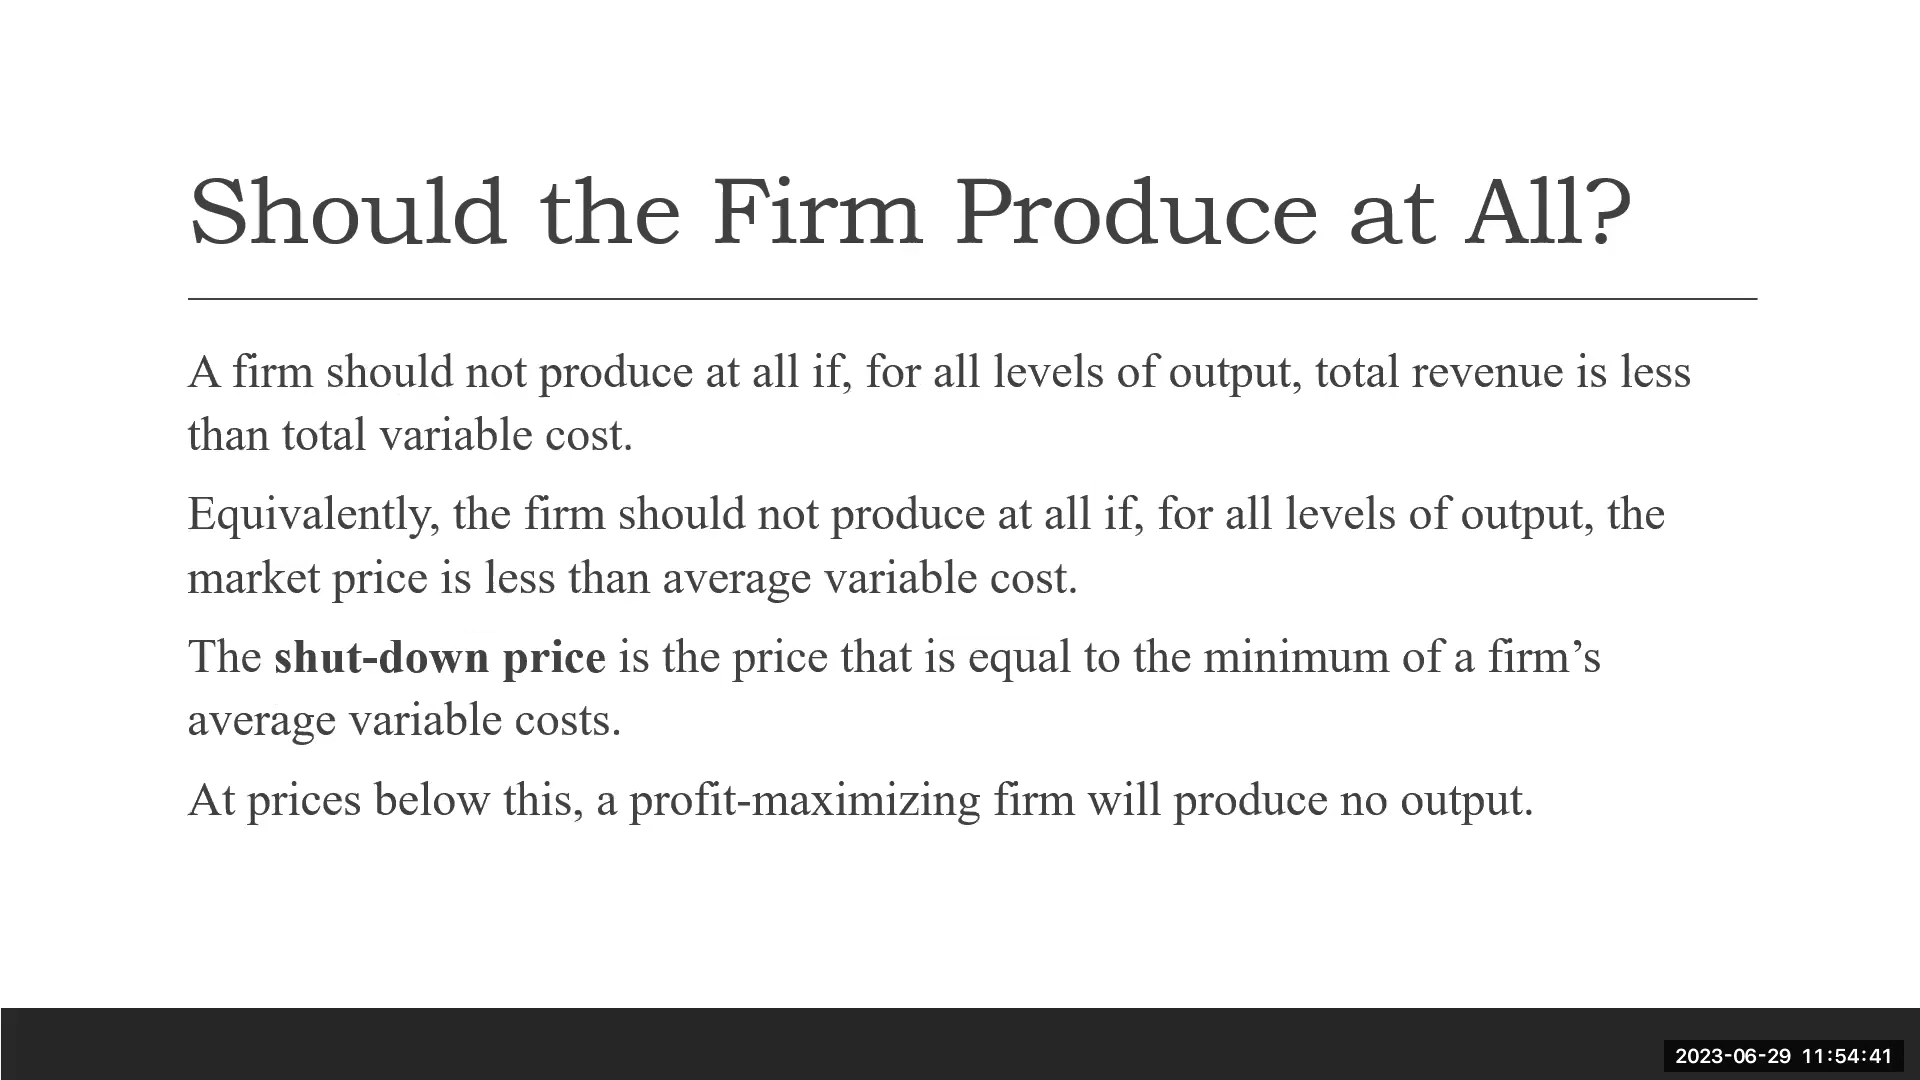 Should the Firm Produce at All?
A firm should not produce at all if, for all levels of output, total revenue is less
than total variable cost.
Equivalently, the firm should not produce at all if, for all levels of output, the
market price is less than average variable cost.
The shut-down price is the price that is equal to the minimum of a firm’s
average variable costs.
At prices below this, a profit-maximizing firm will produce no output.
2023-06-29 11:54:41